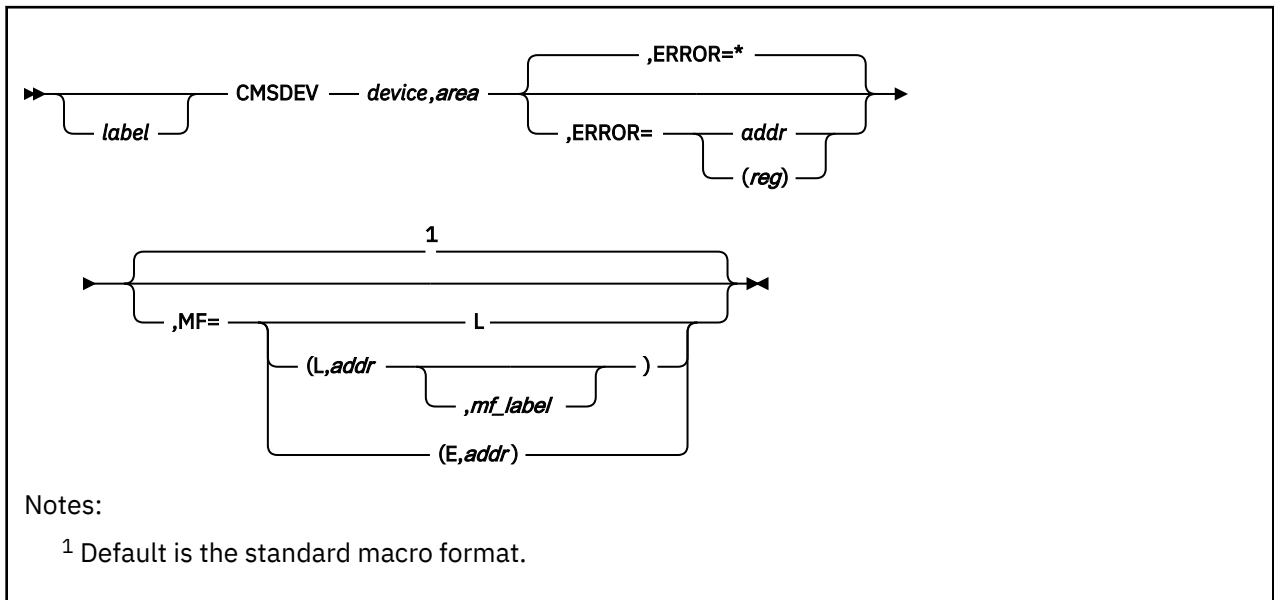 ,ERROR=*
CMSDEV device,area
label
,ERROR= addr
(reg)
1
,MF= L
(L,addr )
,mf_label
(E,addr)
Notes:
1 Default is the standard macro format.